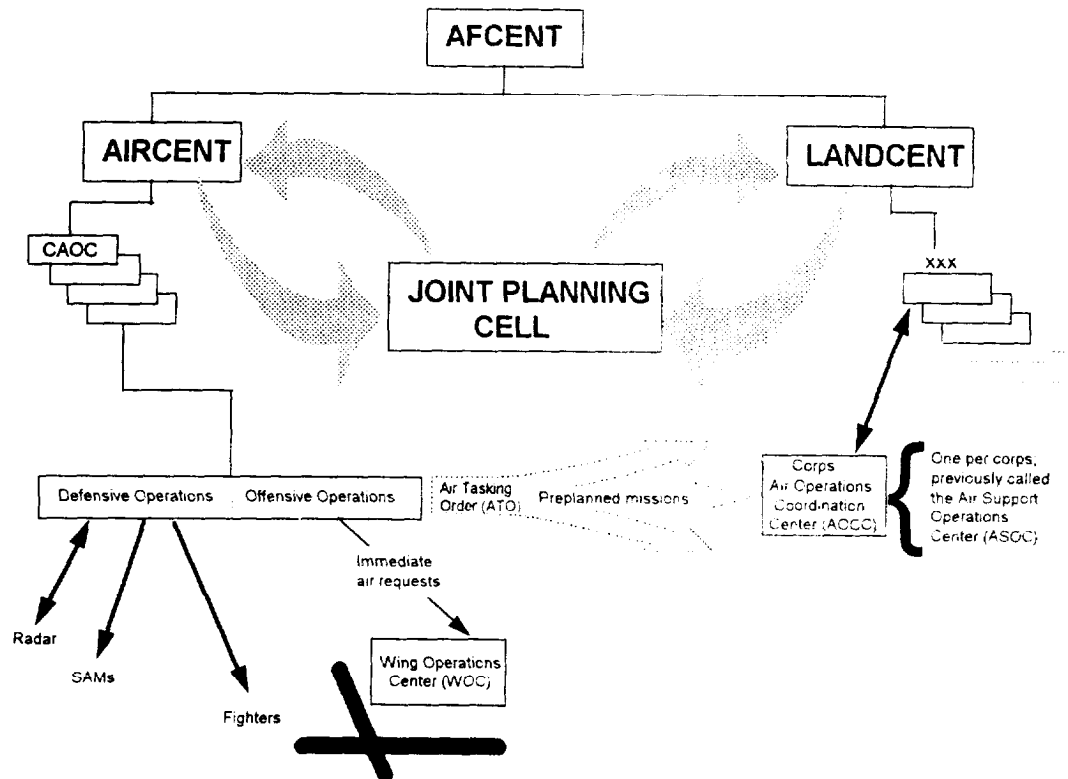 AFCENT
AIRCENT
LANDCENT
CAOC
XXX
JOINT PLANNING
CELL
Defensive Operations
Offensive Operations
Air Tasking
Order (ATO)
Preplanned missions
Corps
Air Operations
Coordination
Center (AOCC)
One per corps;
previously called
the Air Support
Operations
Center (ASOC)
Immediate
air requests
Radar
SAMs
Fighters
Wing Operations
Center (WOC)